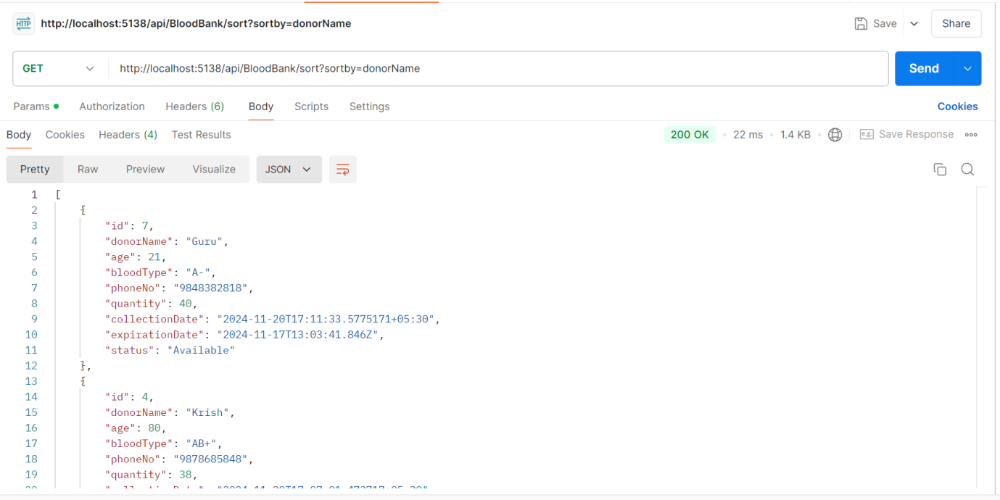 HTTP http://localhost:5138/api/BloodBank/sort?sortby=donorName Save Share
GET http://localhost:5138/api/BloodBank/sort?sortby=donorName Send
Params Authorization Headers (6) Body Scripts Settings Cookies
Body Cookies Headers (4) Test Results 200 OK 22 ms 1.4 KB e.g. Save Response
Pretty Raw Preview Visualize JSON
1 [
2 {
3 "id": 7,
4 "donorName": "Guru",
5 "age": 21,
6 "bloodType": "A-",
7 "phoneNo": "9848382818",
8 "quantity": 40,
9 "collectionDate": "2024-11-20T17:11:33.5775171+05:30",
10 "expirationDate": "2024-11-17T13:03:41.846Z",
11 "status": "Available"
12 },
13 {
14 "id": 4,
15 "donorName": "Krish",
16 "age": 80,
17 "bloodType": "AB+",
18 "phoneNo": "9878685848",
19 "quantity": 38,